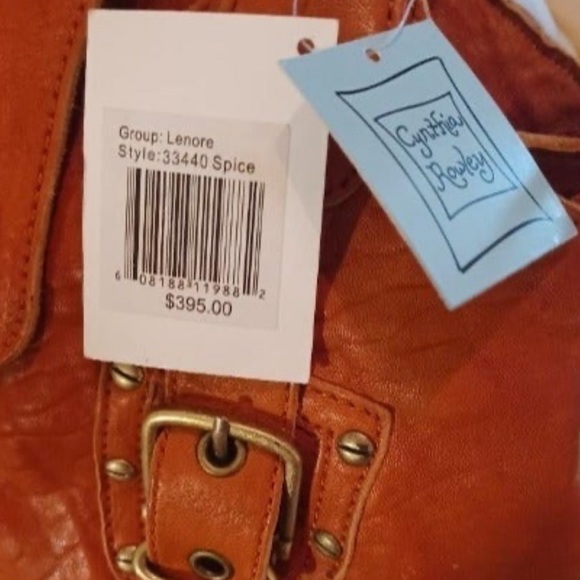 Group: Lenore
Style:33440 Spice
6 08188 11988 2
$395.00
Cynthia
Rowley